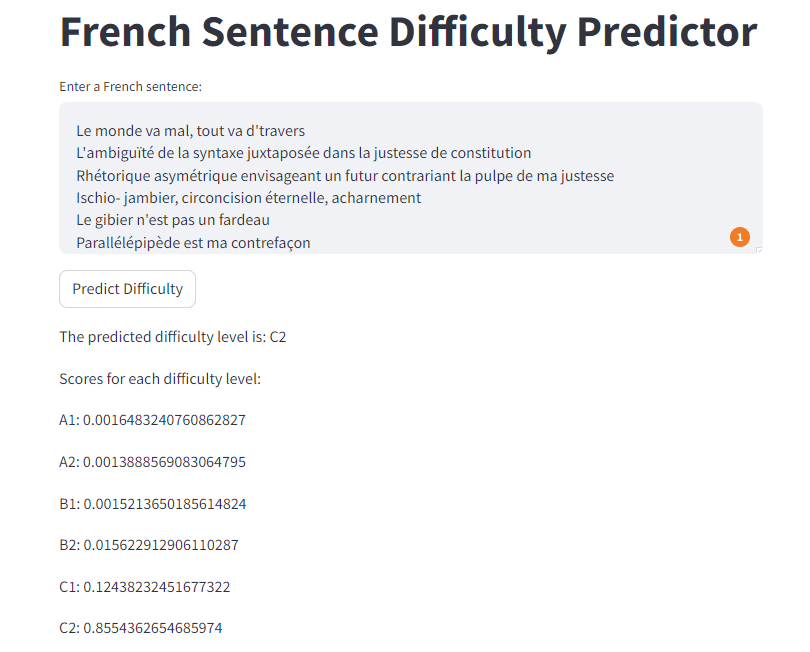 French Sentence Difficulty Predictor
Enter a French sentence:
Le monde va mal, tout va d'travers
L'ambiguïté de la syntaxe juxtaposée dans la justesse de constitution
Rhétorique asymétrique envisageant un futur contrariant la pulpe de ma justesse
Ischio- jambier, circoncision éternelle, acharnement
Le gibier n'est pas un fardeau
Parallélépipède est ma contrefaçon
1
Predict Difficulty
The predicted difficulty level is: C2
Scores for each difficulty level:
A1: 0.0016483240760862827
A2: 0.0013888569083064795
B1: 0.0015213650185614824
B2: 0.015622912906110287
C1: 0.12438232451677322
C2: 0.8554362654685974